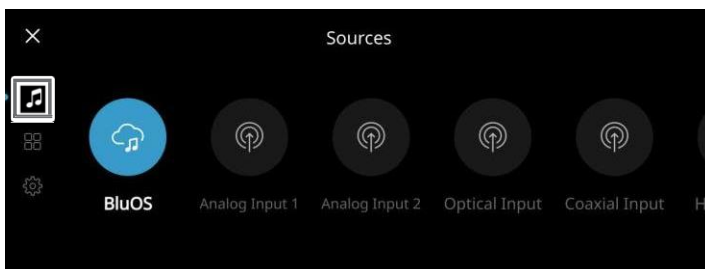 Sources
BluOS
Analog Input 1
Analog Input 2
Optical Input
Coaxial Input
H